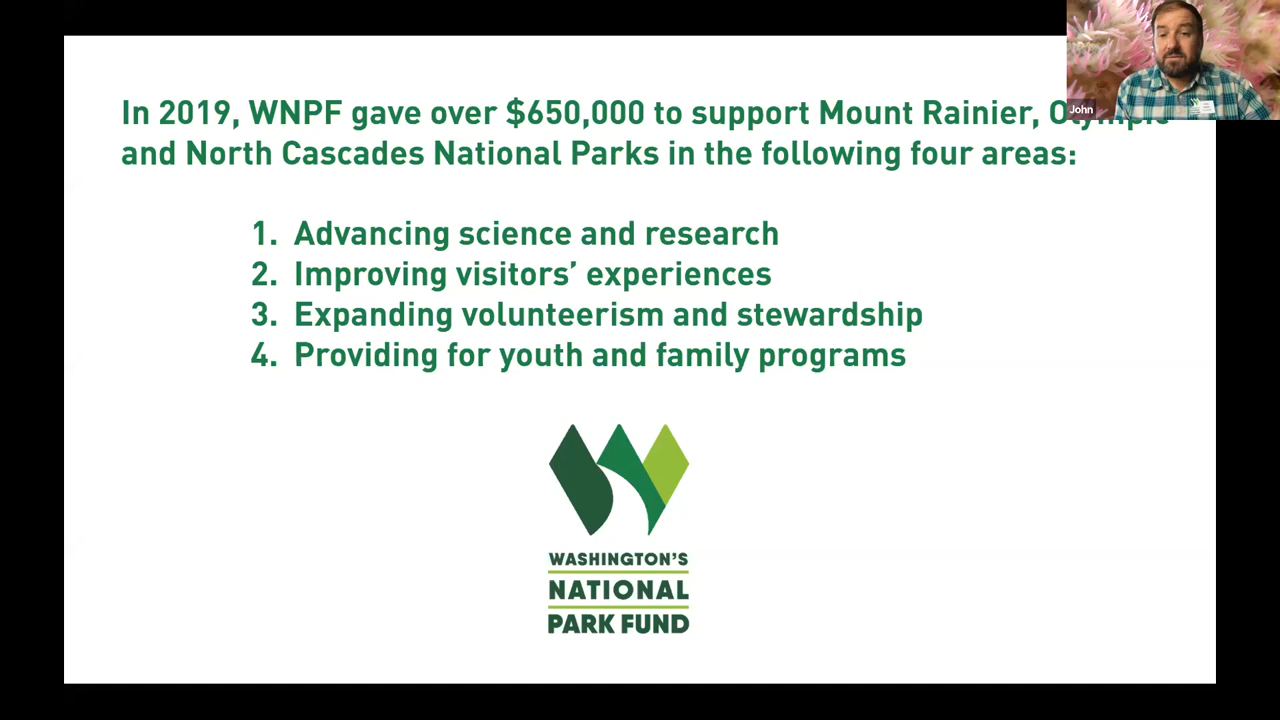 In 2019, WNPF gave over $650,000 to support Mount Rainier, Olympic
and North Cascades National Parks in the following four areas:
1. Advancing science and research
2. Improving visitors’ experiences
3. Expanding volunteerism and stewardship
4. Providing for youth and family programs
WASHINGTON’S
NATIONAL
PARK FUND
John